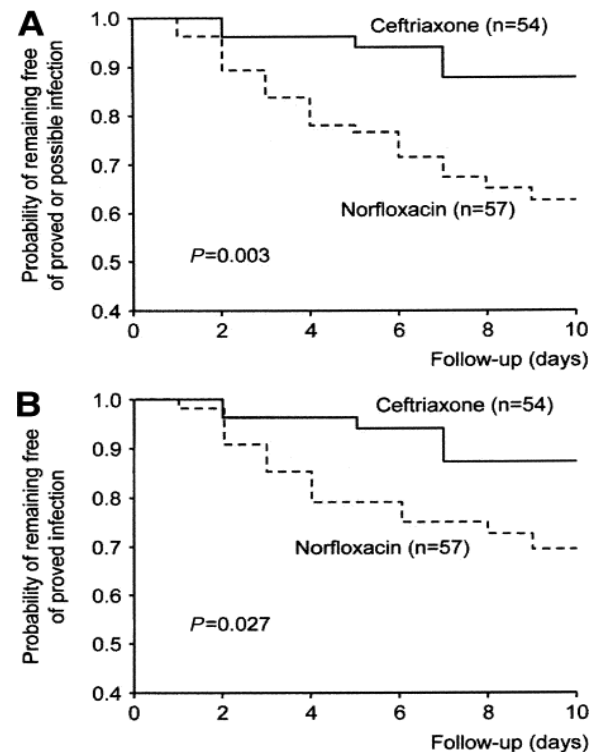 A
Probability of remaining free
of proved or possible infection
1.0
0.9
0.8
0.7
0.6
0.5
0.4
Ceftriaxone (n=54)
Norfloxacin (n=57)
P=0.003
0 2 4 6 8 10
Follow-up (days)
B
Probability of remaining free
of proved infection
1.0
0.9
0.8
0.7
0.6
0.5
0.4
Ceftriaxone (n=54)
Norfloxacin (n=57)
P=0.027
0 2 4 6 8 10
Follow-up (days)